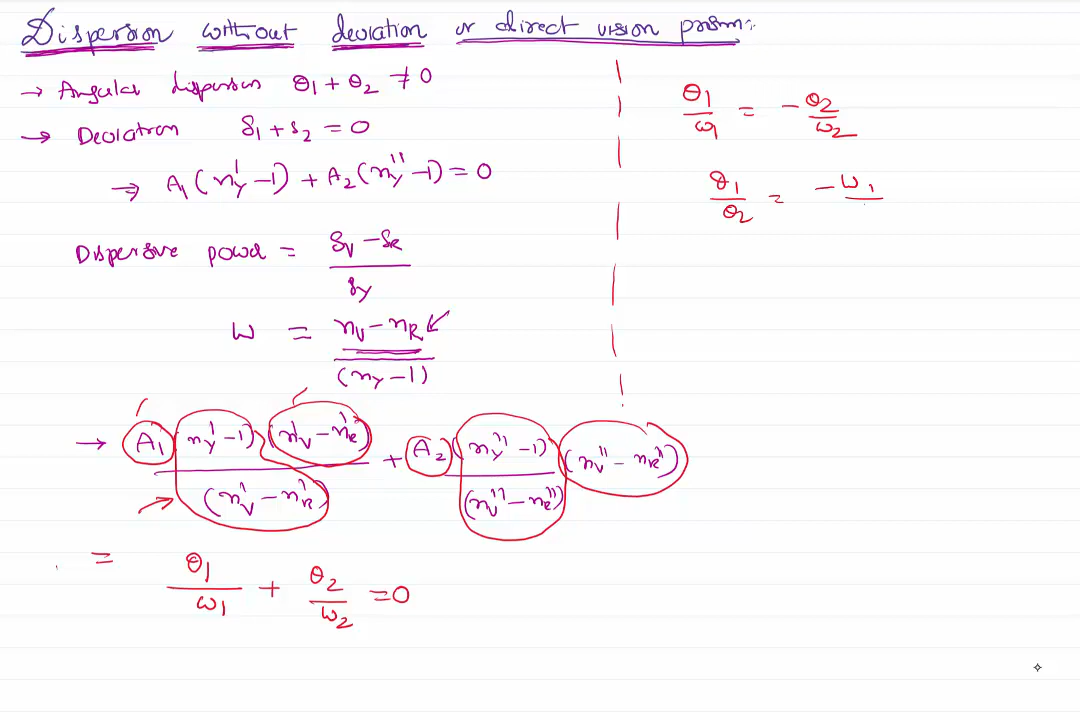 Dispersion without deviation or direct vision prism:
→ Angular dispersion θ1 + θ2 ≠ 0
→ Deviation δ1 + δ2 = 0
⇒ A1(n'y − 1) + A2(n''y − 1) = 0
Dispersive power = (δV − δR) / δy
ω = (nV − nR) / (ny − 1)
→ A1 (n'y − 1) (n'V − n'R) / (n'V − n'R) + A2 (n''y − 1) / (n''V − n''R) (n''V − n''R)
= θ1/ω1 + θ2/ω2 = 0
θ1/ω1 = − θ2/ω2
θ1/θ2 = −ω1